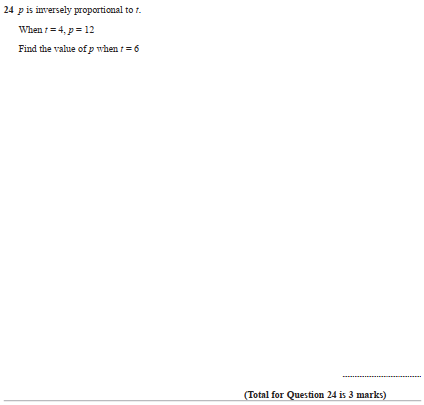 24 p is inversely proportional to t.
When t = 4, p = 12
Find the value of p when t = 6
(Total for Question 24 is 3 marks)